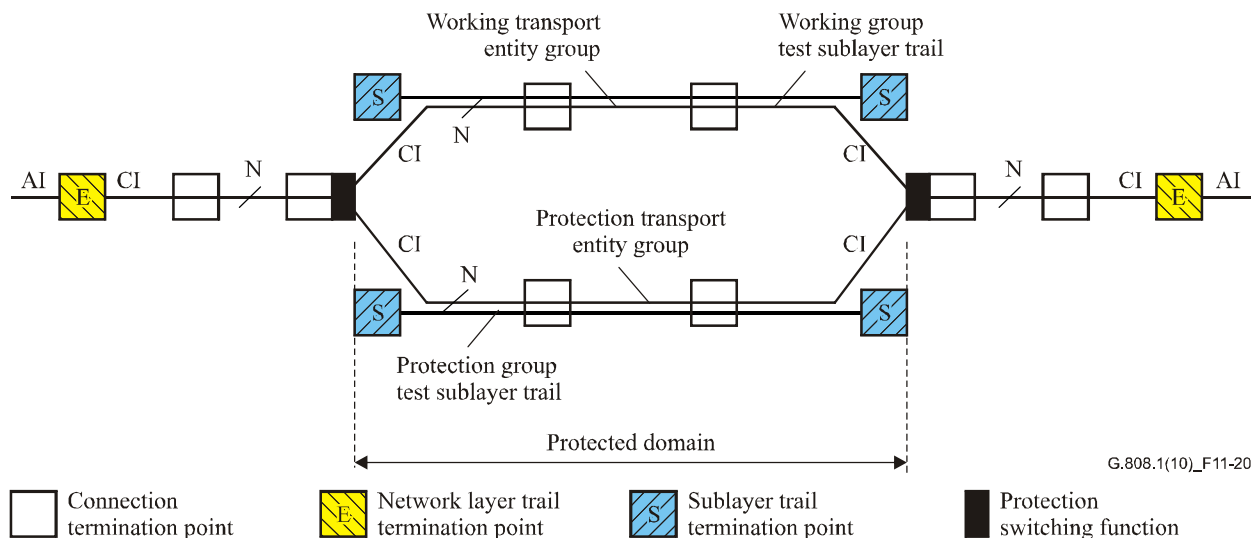 Working transport
entity group
Working group
test sublayer trail
S
S
N
CI
CI
AI
E
CI
N
N
CI
E
AI
Protection transport
entity group
CI
CI
N
S
S
Protection group
test sublayer trail
Protected domain
G.808.1(10)_F11-20
Connection
termination point
E
Network layer trail
termination point
S
Sublayer trail
termination point
Protection
switching function